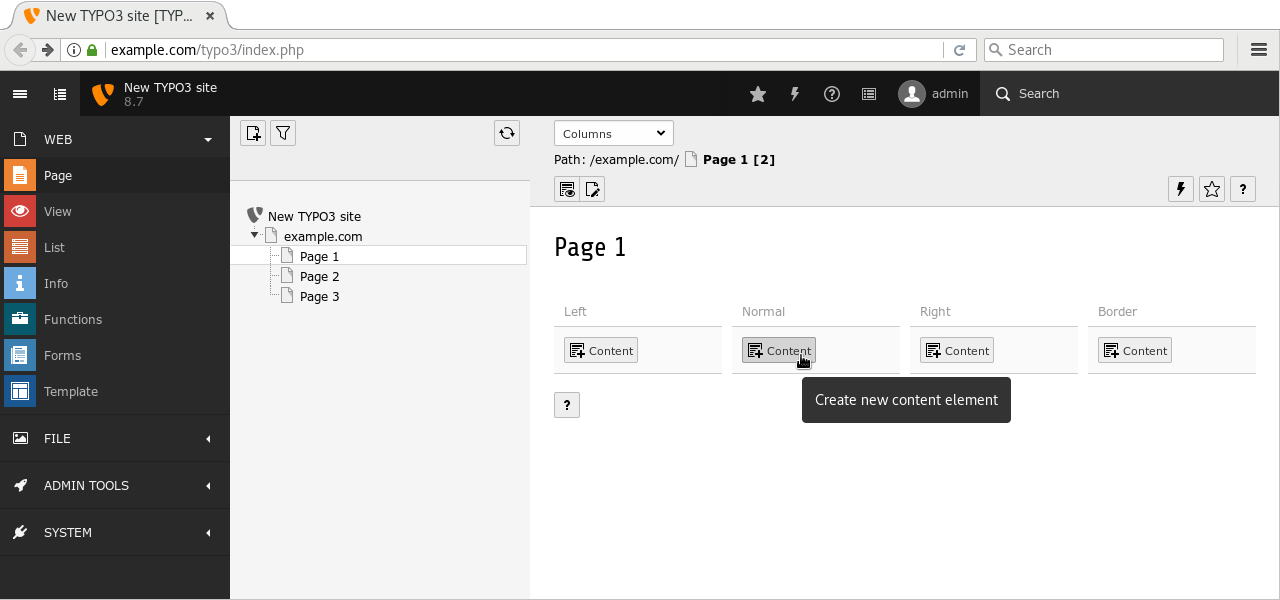 New TYPO3 site [TYP...
example.com/typo3/index.php
Search
New TYPO3 site
8.7
admin
Search
WEB
Page
View
List
Info
Functions
Forms
Template
FILE
ADMIN TOOLS
SYSTEM
New TYPO3 site
example.com
Page 1
Page 2
Page 3
Columns
Path: /example.com/ Page 1 [2]
?
Page 1
Left Normal Right Border
Content Content Content Content
?
Create new content element